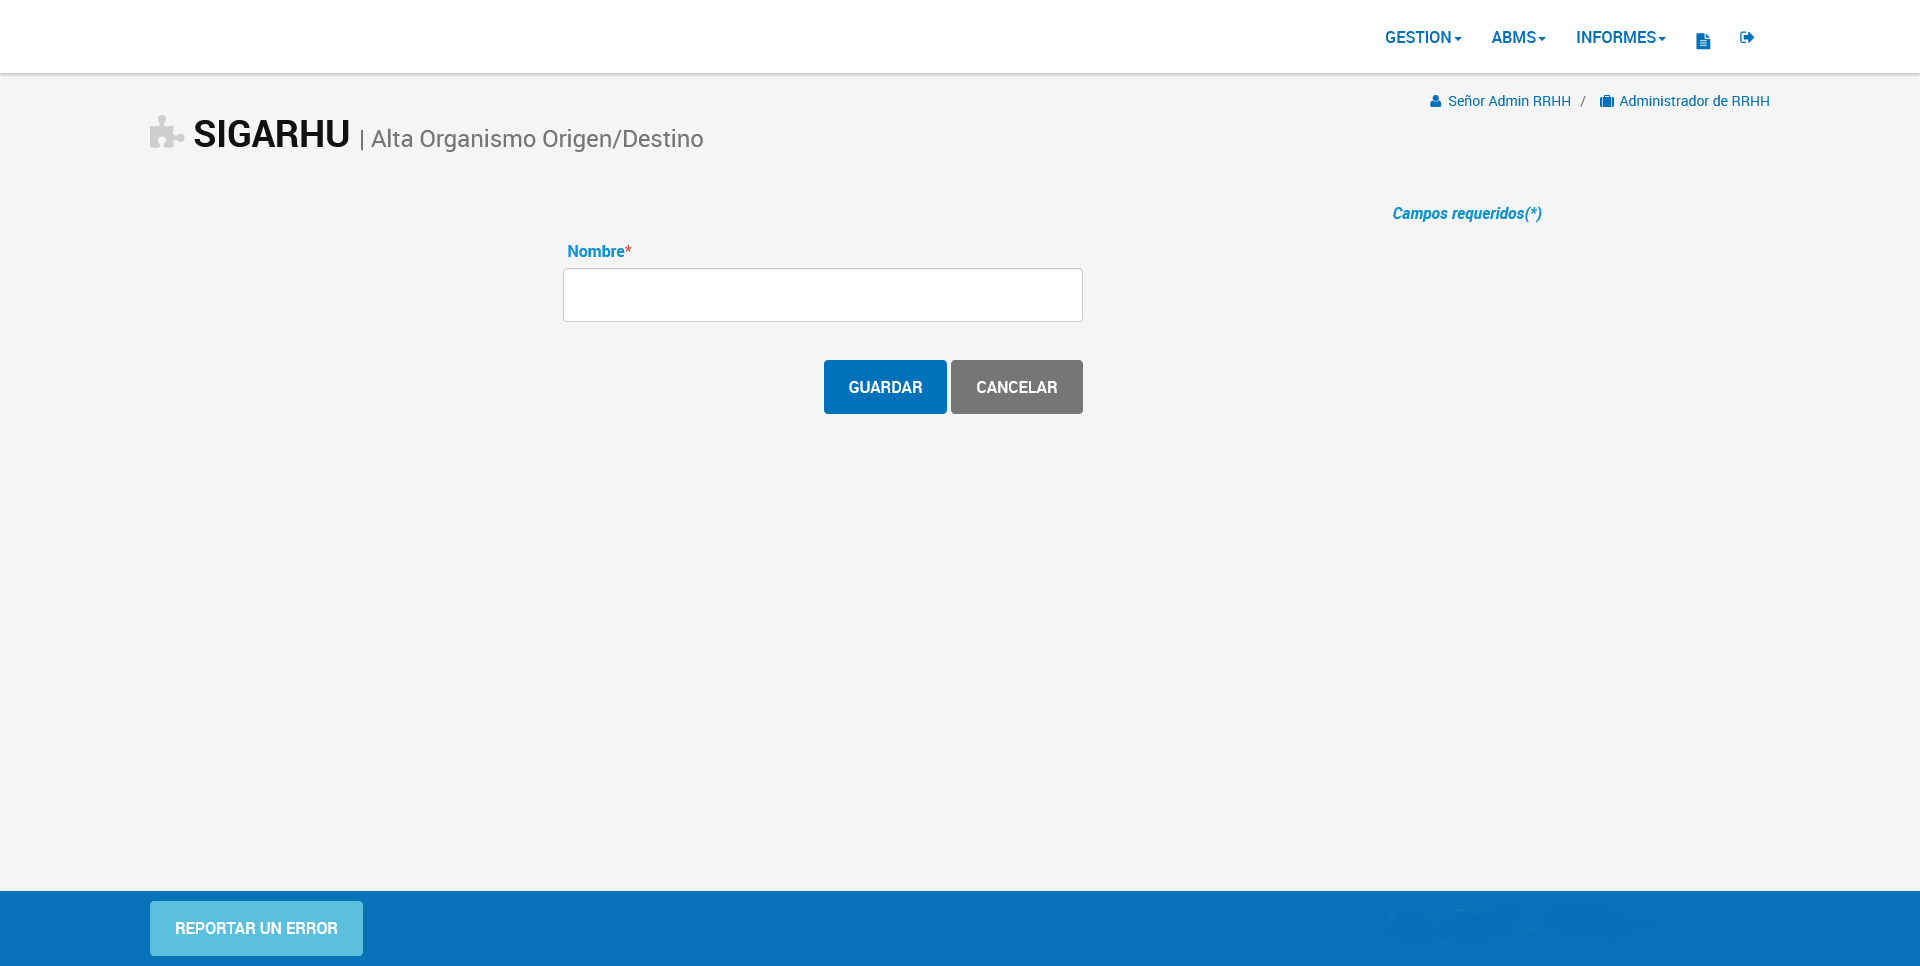 GESTION ABMS INFORMES
Señor Admin RRHH / Administrador de RRHH
SIGARHU | Alta Organismo Origen/Destino
Campos requeridos(*)
Nombre*
GUARDAR CANCELAR
REPORTAR UN ERROR